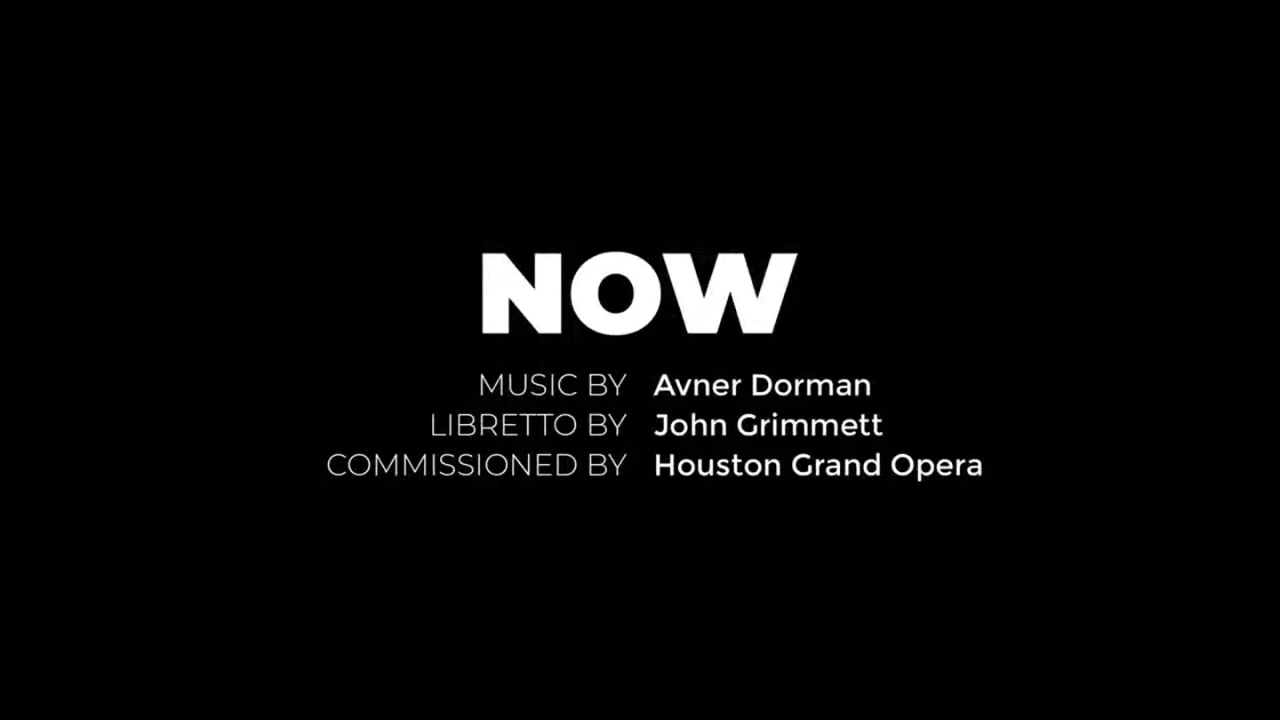 NOW
MUSIC BY Avner Dorman
LIBRETTO BY John Grimmett
COMMISSIONED BY Houston Grand Opera